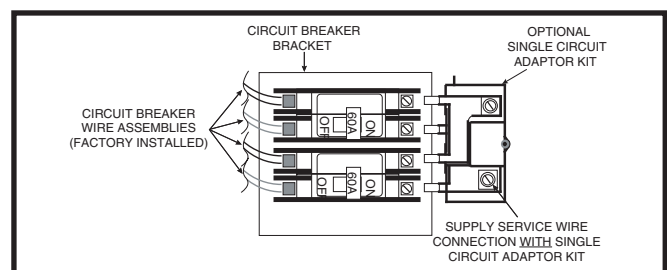 CIRCUIT BREAKER
BRACKET
OPTIONAL
SINGLE CIRCUIT
ADAPTOR KIT
CIRCUIT BREAKER
WIRE ASSEMBLIES
(FACTORY INSTALLED)
OFF
60A
ON
OFF
60A
ON
SUPPLY SERVICE WIRE
CONNECTION WITH SINGLE
CIRCUIT ADAPTOR KIT